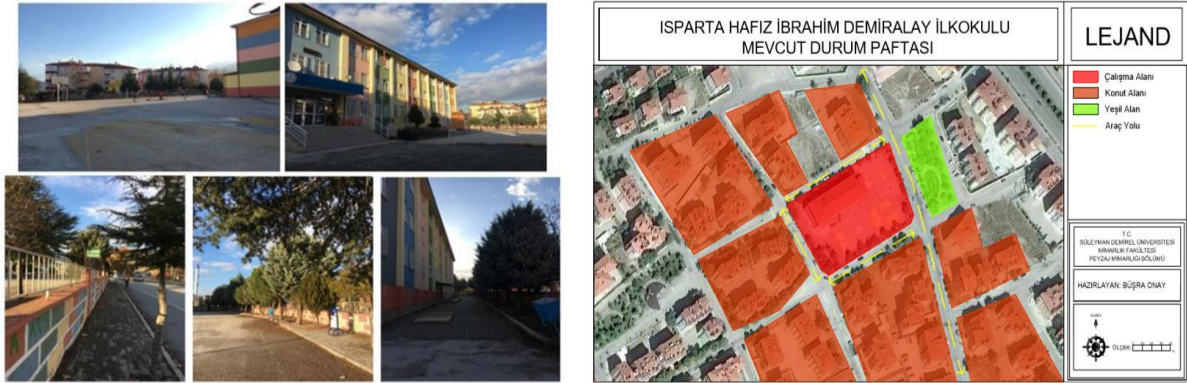 ISPARTA HAFIZ İBRAHİM DEMİRALAY İLKOKULU
MEVCUT DURUM PAFTASI
LEJAND
Çalışma Alanı
Konut Alanı
Yeşil Alan
Araç Yolu
T.C.
SÜLEYMAN DEMİREL ÜNİVERSİTESİ
MİMARLIK FAKÜLTESİ
PEYZAJ MİMARLIĞI BÖLÜMÜ
HAZIRLAYAN: BÜŞRA ONAY
KUZEY
ÖLÇEK: